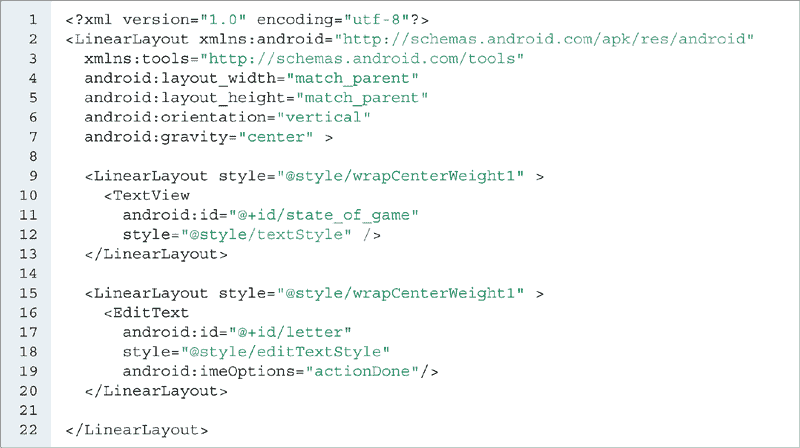 1 <?xml version="1.0" encoding="utf-8"?>
2 <LinearLayout xmlns:android="http://schemas.android.com/apk/res/android"
3   xmlns:tools="http://schemas.android.com/tools"
4   android:layout_width="match_parent"
5   android:layout_height="match_parent"
6   android:orientation="vertical"
7   android:gravity="center" >
8
9   <LinearLayout style="@style/wrapCenterWeight1" >
10     <TextView
11       android:id="@+id/state_of_game"
12       style="@style/textStyle" />
13   </LinearLayout>
14
15   <LinearLayout style="@style/wrapCenterWeight1" >
16     <EditText
17       android:id="@+id/letter"
18       style="@style/editTextStyle"
19       android:imeOptions="actionDone"/>
20   </LinearLayout>
21
22 </LinearLayout>